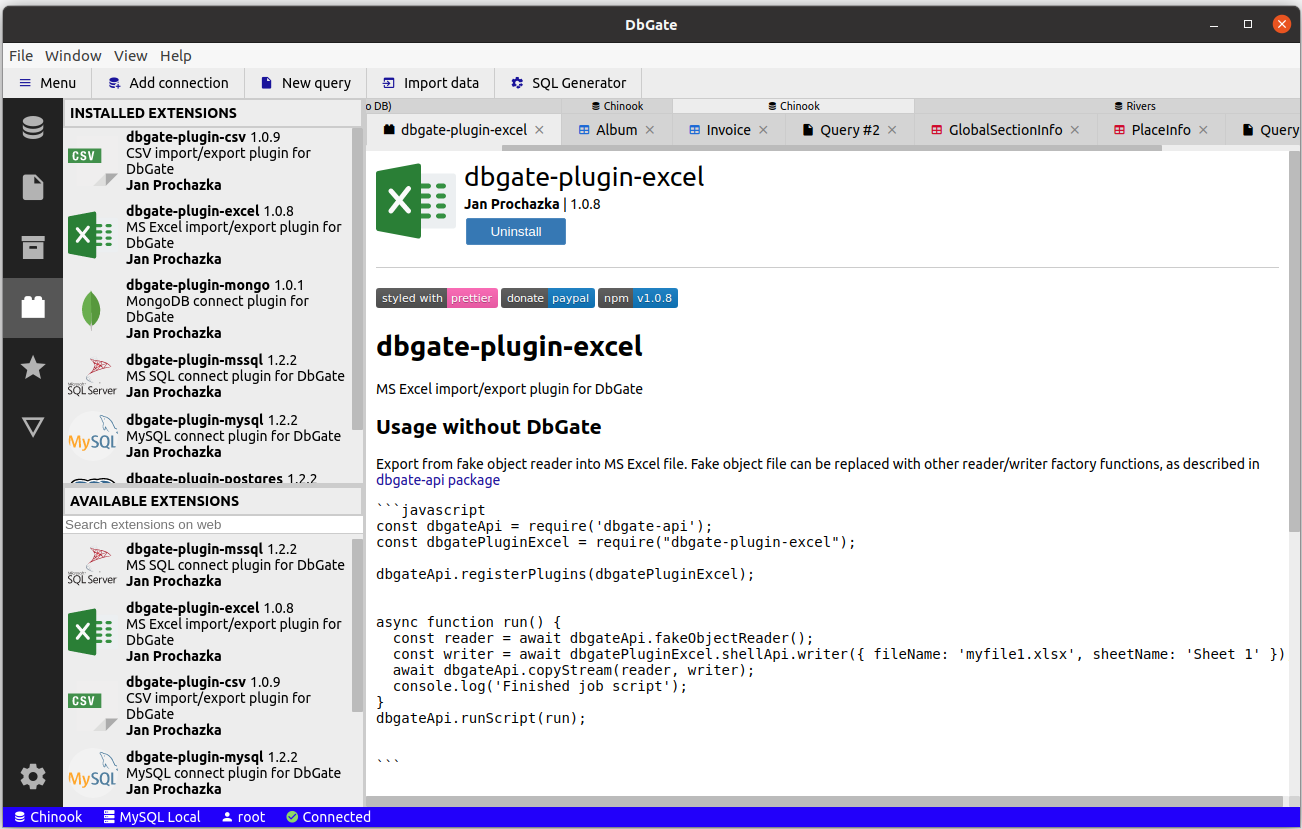 DbGate
File Window View Help
Menu Add connection New query Import data SQL Generator
INSTALLED EXTENSIONS
dbgate-plugin-csv 1.0.9
CSV
CSV import/export plugin for
DbGate
Jan Prochazka
dbgate-plugin-excel 1.0.8
X
MS Excel import/export plugin for
DbGate
Jan Prochazka
dbgate-plugin-mongo 1.0.1
MongoDB connect plugin for
DbGate
Jan Prochazka
dbgate-plugin-mssql 1.2.2
MS SQL connect plugin for DbGate
SQL Server
Jan Prochazka
dbgate-plugin-mysql 1.2.2
MySQL connect plugin for DbGate
MySQL
Jan Prochazka
dbgate-plugin-postgres 1.2.2
AVAILABLE EXTENSIONS
Search extensions on web
dbgate-plugin-mssql 1.2.2
MS SQL connect plugin for DbGate
SQL Server
Jan Prochazka
dbgate-plugin-excel 1.0.8
X
MS Excel import/export plugin for
DbGate
Jan Prochazka
dbgate-plugin-csv 1.0.9
CSV
CSV import/export plugin for
DbGate
Jan Prochazka
dbgate-plugin-mysql 1.2.2
MySQL connect plugin for DbGate
MySQL
Jan Prochazka
o DB) Chinook Chinook Rivers
dbgate-plugin-excel Album Invoice Query #2 GlobalSectionInfo PlaceInfo Query
X
dbgate-plugin-excel
Jan Prochazka | 1.0.8
Uninstall
styled with prettier donate paypal npm v1.0.8
dbgate-plugin-excel
MS Excel import/export plugin for DbGate
Usage without DbGate
Export from fake object reader into MS Excel file. Fake object file can be replaced with other reader/writer factory functions, as described in
dbgate-api package
```javascript
const dbgateApi = require('dbgate-api');
const dbgatePluginExcel = require("dbgate-plugin-excel");
dbgateApi.registerPlugins(dbgatePluginExcel);
async function run() {
const reader = await dbgateApi.fakeObjectReader();
const writer = await dbgatePluginExcel.shellApi.writer({ fileName: 'myfile1.xlsx', sheetName: 'Sheet 1' })
await dbgateApi.copyStream(reader, writer);
console.log('Finished job script');
}
dbgateApi.runScript(run);
```
Chinook MySQL Local root Connected